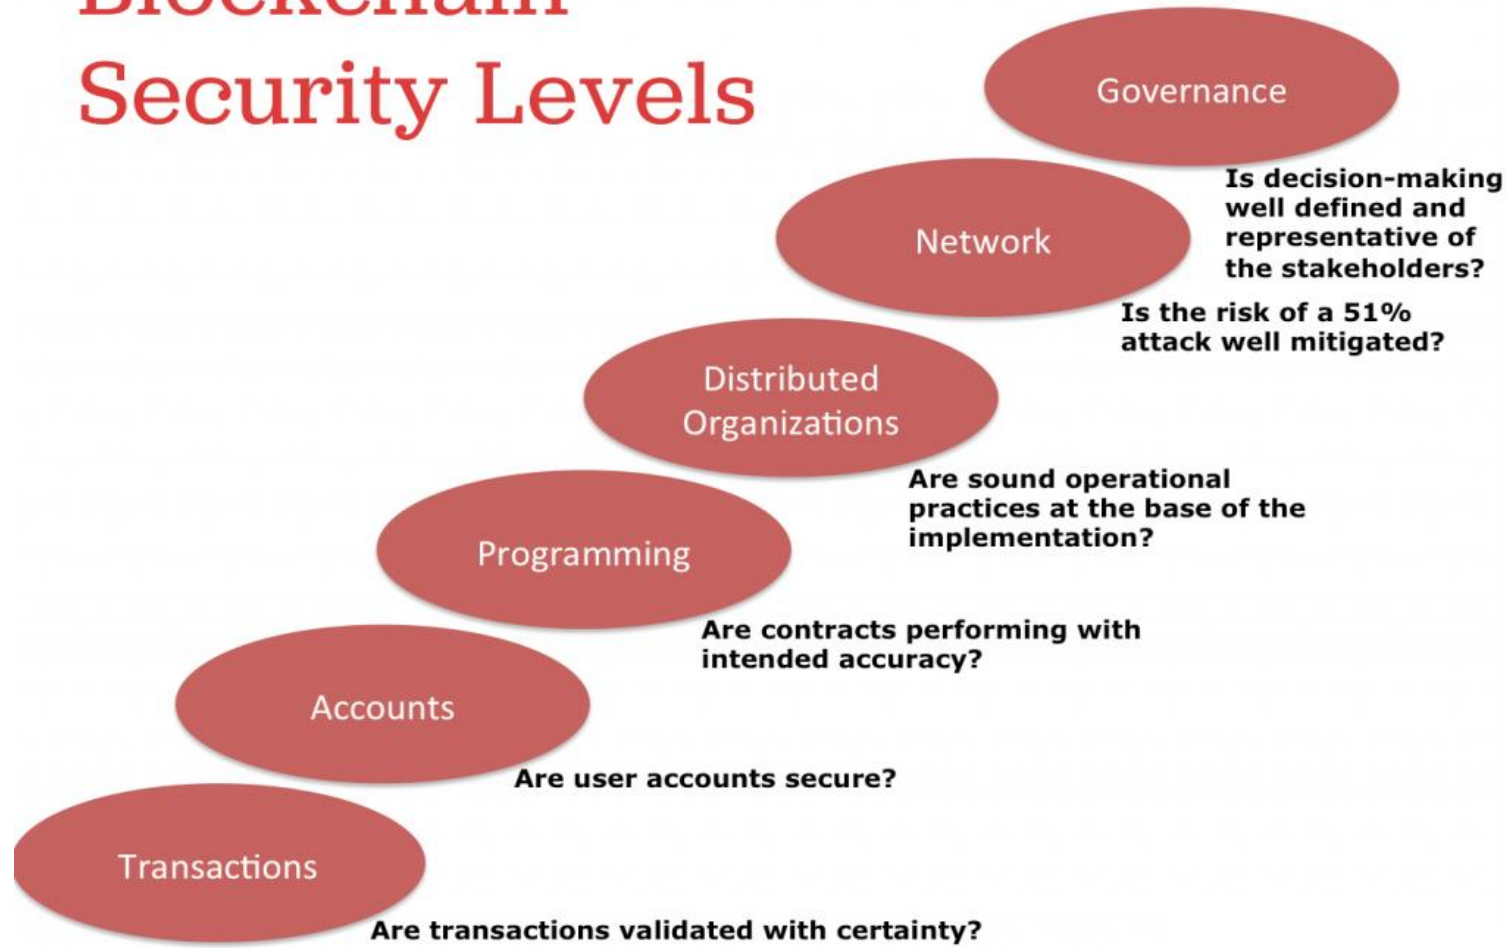 Blockchain
Security Levels
Governance
Is decision-making
well defined and
representative of
the stakeholders?
Network
Is the risk of a 51%
attack well mitigated?
Distributed
Organizations
Are sound operational
practices at the base of the
implementation?
Programming
Are contracts performing with
intended accuracy?
Accounts
Are user accounts secure?
Transactions
Are transactions validated with certainty?